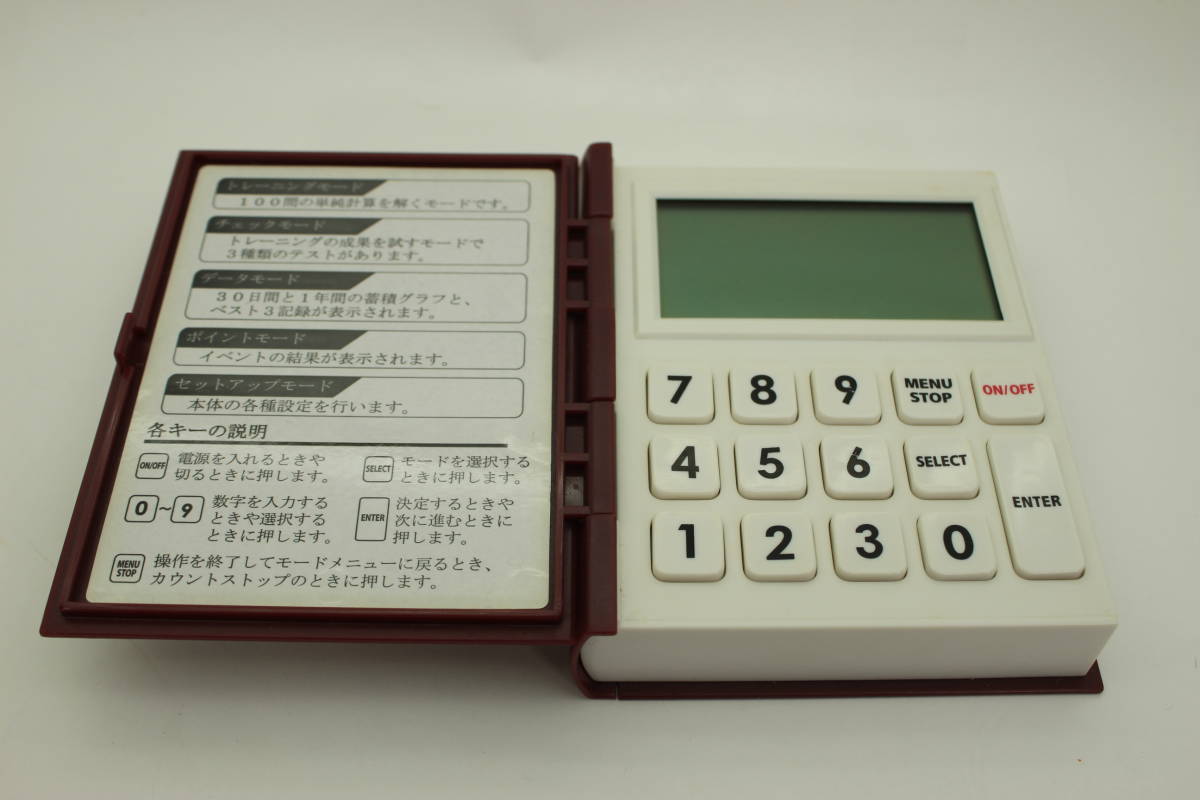 トレーニングモード
100問の単純計算を解くモードです。
チェックモード
トレーニングの成果を試すモードで
3種類のテストがあります。
データモード
30日間と1年間の蓄積グラフと、
ベスト3記録が表示されます。
ポイントモード
イベントの結果が表示されます。
セットアップモード
本体の各種設定を行います。
各キーの説明
ON/OFF
電源を入れるときや
切るときに押します。
SELECT
モードを選択する
ときに押します。
0~9
数字を入力する
ときや選択する
ときに押します。
ENTER
決定するときや
次に進むときに
押します。
MENU
STOP
操作を終了してモードメニューに戻るとき、
カウントストップのときに押します。
7 8 9 MENU STOP ON/OFF
4 5 6 SELECT ENTER
1 2 3 0